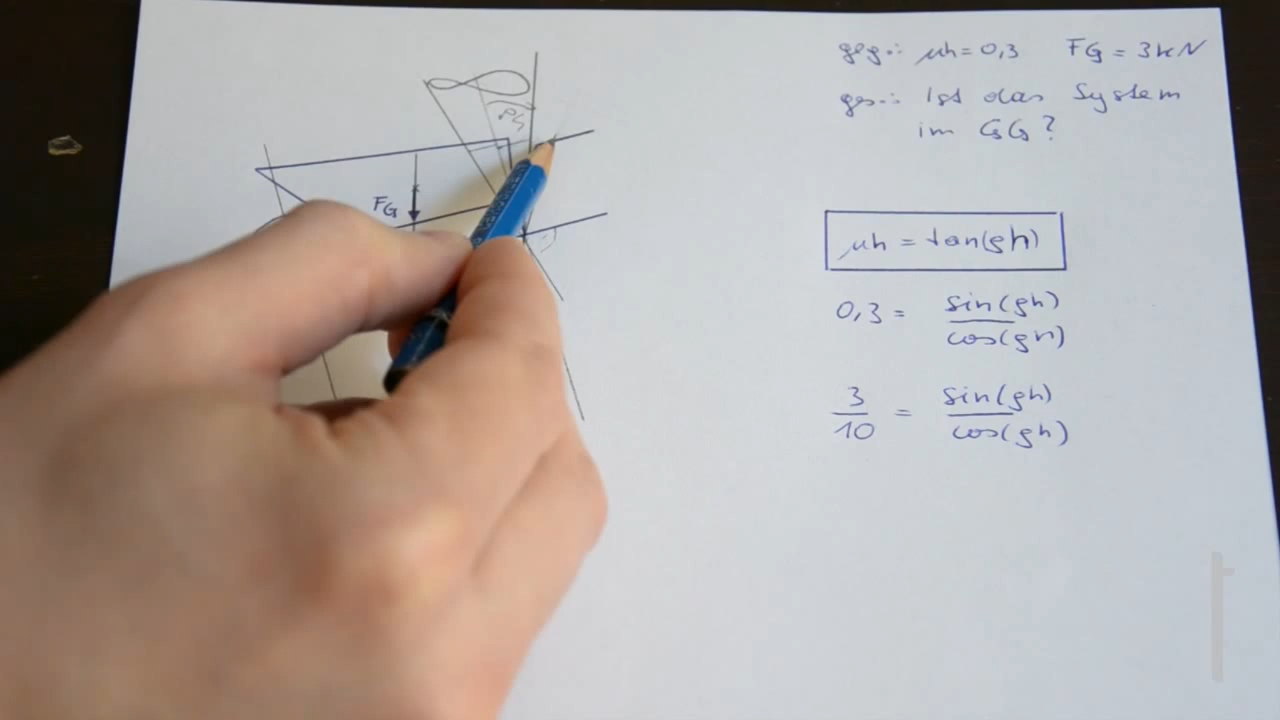 geg.: μh = 0,3 FG = 3kN
ges.: Ist das System
im GG?
ρh
FG
μh = tan(ρh)
0,3 = sin(ρh)
cos(ρh)
3 = sin(ρh)
10 cos(ρh)